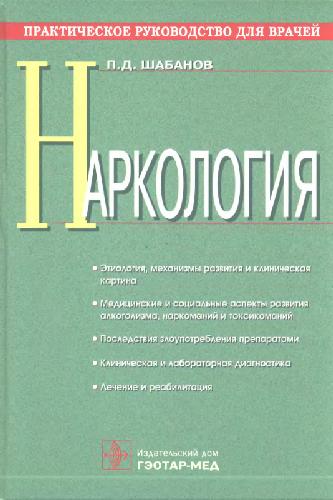 ПРАКТИЧЕСКОЕ РУКОВОДСТВО ДЛЯ ВРАЧЕЙ
П.Д. ШАБАНОВ
НАРКОЛОГИЯ
• Этиология, механизмы развития и клиническая
картина
• Медицинские и социальные аспекты развития
алкоголизма, наркоманий и токсикоманий
• Последствия злоупотребления препаратами
• Клиническая и лабораторная диагностика
• Лечение и реабилитация
Издательский дом
ГЭОТАР-МЕД